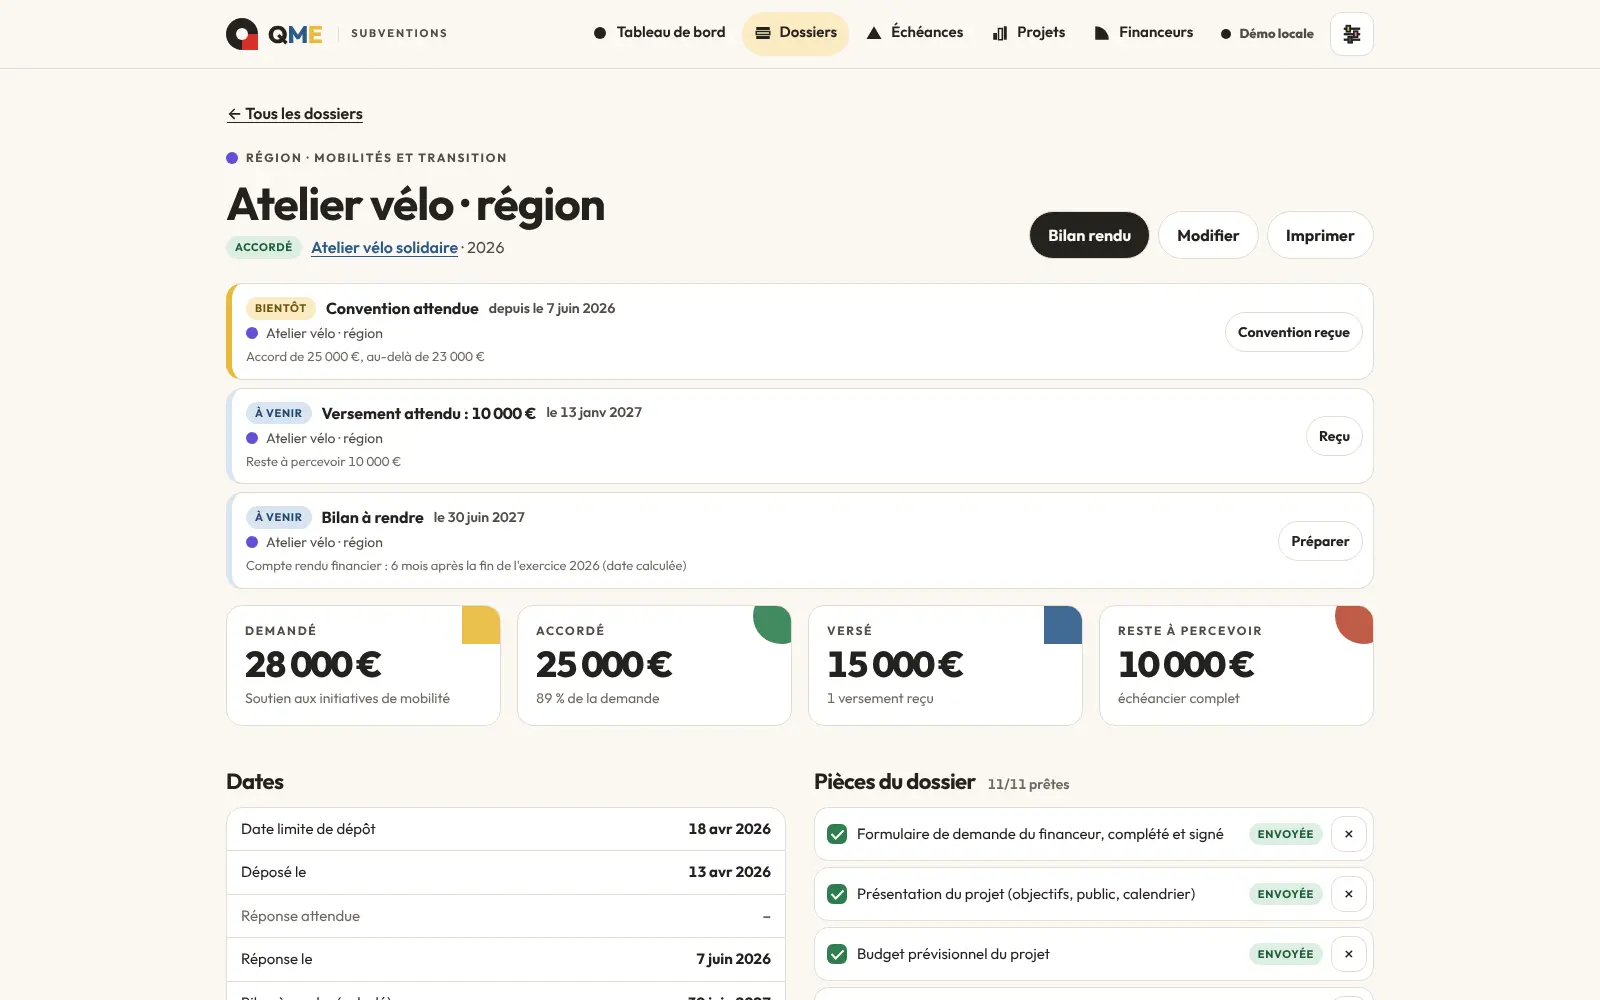 QME SUBVENTIONS
Tableau de bord
Dossiers
Échéances
Projets
Financeurs
Démo locale
← Tous les dossiers
RÉGION · MOBILITÉS ET TRANSITION
Atelier vélo · région
ACCORDÉ Atelier vélo solidaire · 2026
Bilan rendu
Modifier
Imprimer
BIENTÔT Convention attendue depuis le 7 juin 2026
Atelier vélo · région
Accord de 25 000 €, au-delà de 23 000 €
Convention reçue
À VENIR Versement attendu : 10 000 € le 13 janv 2027
Atelier vélo · région
Reste à percevoir 10 000 €
Reçu
À VENIR Bilan à rendre le 30 juin 2027
Atelier vélo · région
Compte rendu financier : 6 mois après la fin de l'exercice 2026 (date calculée)
Préparer
DEMANDÉ
28 000 €
Soutien aux initiatives de mobilité
ACCORDÉ
25 000 €
89 % de la demande
VERSÉ
15 000 €
1 versement reçu
RESTE À PERCEVOIR
10 000 €
échéancier complet
Dates
Date limite de dépôt 18 avr 2026
Déposé le 13 avr 2026
Réponse attendue –
Réponse le 7 juin 2026
Pièces du dossier 11/11 prêtes
Formulaire de demande du financeur, complété et signé ENVOYÉE ×
Présentation du projet (objectifs, public, calendrier) ENVOYÉE ×
Budget prévisionnel du projet ENVOYÉE ×